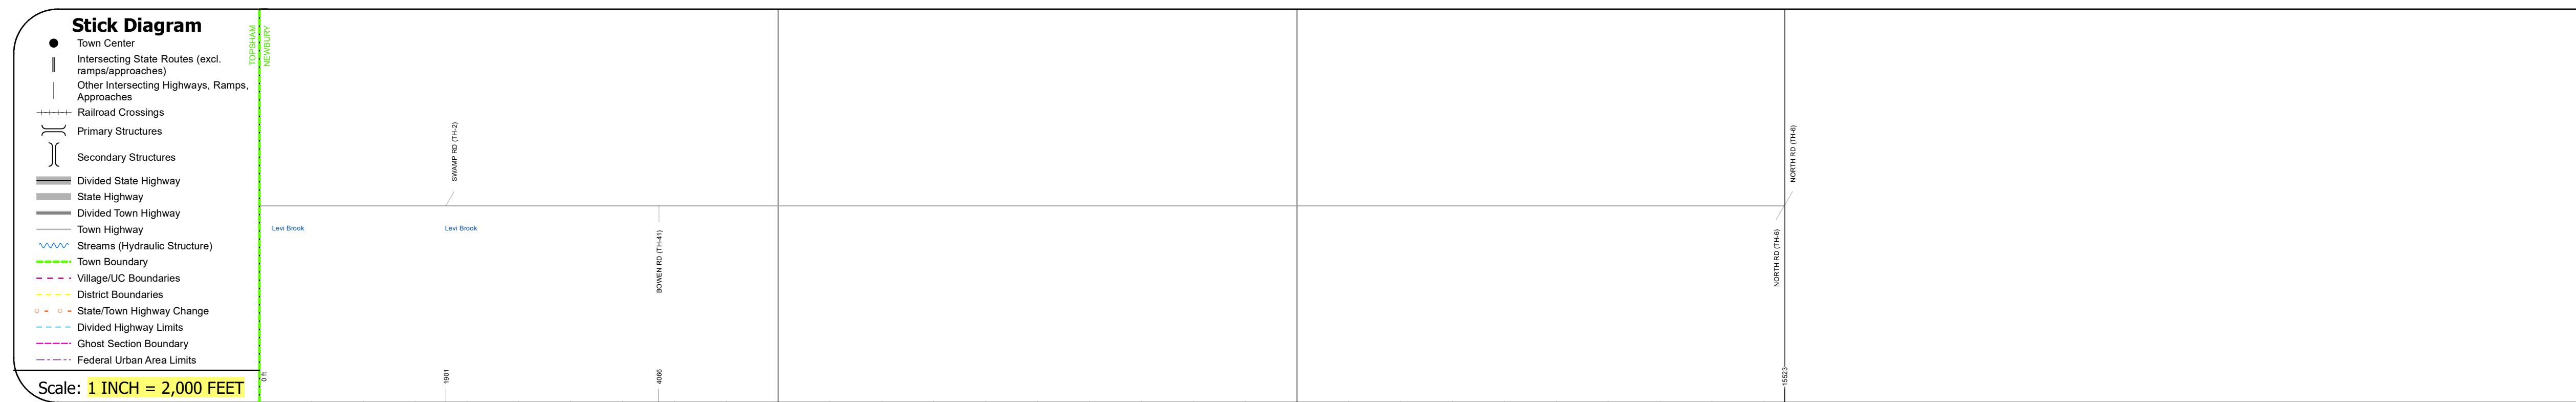 Stick Diagram
Town Center
Intersecting State Routes (excl.
ramps/approaches)
Other Intersecting Highways, Ramps,
Approaches
Railroad Crossings
Primary Structures
Secondary Structures
Divided State Highway
State Highway
Divided Town Highway
Town Highway
Streams (Hydraulic Structure)
Town Boundary
Village/UC Boundaries
District Boundaries
State/Town Highway Change
Divided Highway Limits
Ghost Section Boundary
Federal Urban Area Limits
Scale: 1 INCH = 2,000 FEET
TOPSHAM
NEWBURY
SWAMP RD (TH-2)
NORTH RD (TH-6)
Levi Brook
Levi Brook
BOWEN RD (TH-41)
NORTH RD (TH-6)
0 ft
1901
4066
15523